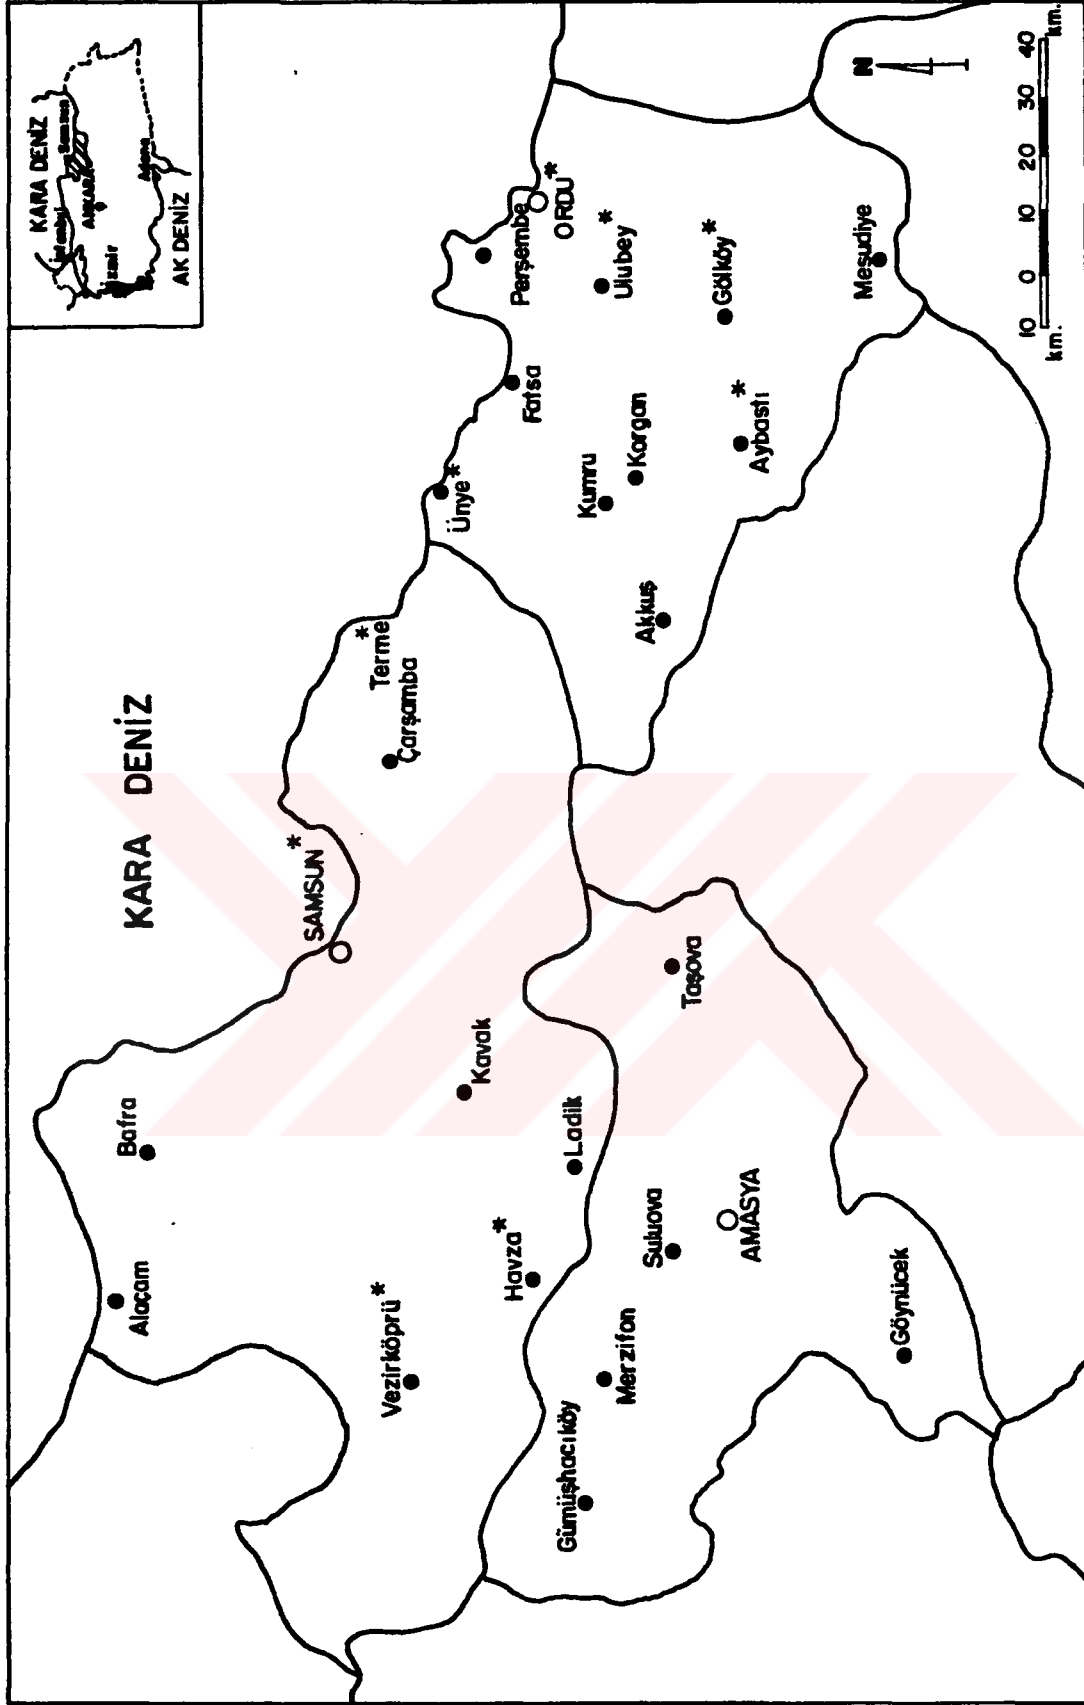 KARA DENİZ
İstanbul
Samsun
ANKARA
İzmir
Adana
AK DENİZ
KARA DENİZ
Alaçam
Bafra
SAMSUN *
Çarşamba
Terme *
Ünye *
Fatsa
Perşembe
ORDU *
Vezirköprü *
Kavak
Havza *
Ladik
Kumru
Korgan
Ulubey *
Akkuş
Gölköy *
Aybastı *
Mesudiye
Gümüşhacıköy
Merzifon
Suluova
Taşova
AMASYA
Göynücek
N
10 0 10 20 30 40
km. km.